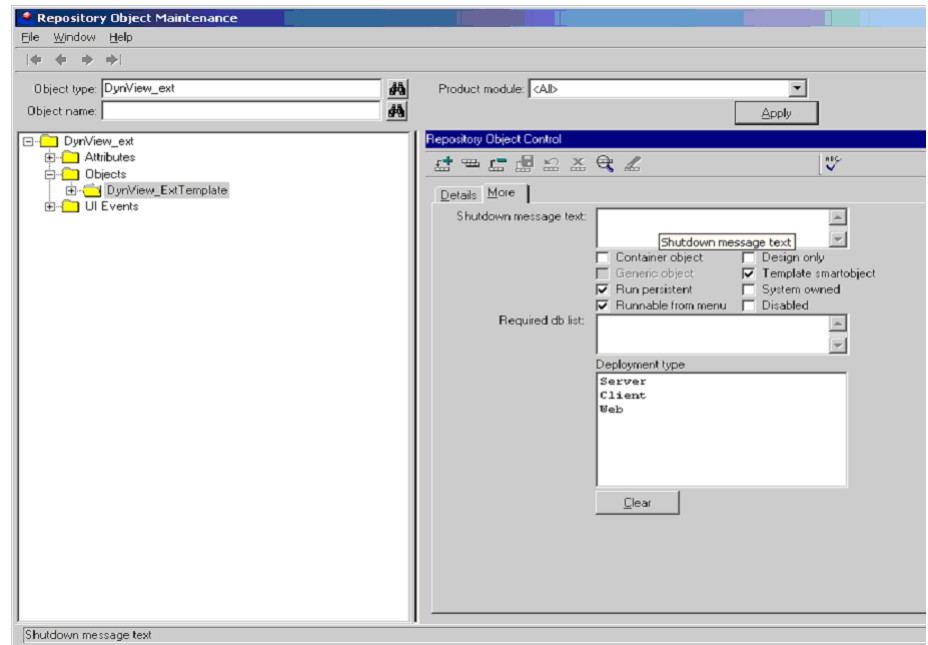 Repository Object Maintenance
File Window Help
Object type: DynView_ext
Product module: <All>
Object name:
Apply
DynView_ext
Attributes
Objects
DynView_ExtTemplate
UI Events
Repository Object Control
ABC
Details More
Shutdown message text:
Shutdown message text
Container object Design only
Generic object Template smartobject
Run persistent System owned
Runnable from menu Disabled
Required db list:
Deployment type
Server
Client
Web
Clear
Shutdown message text